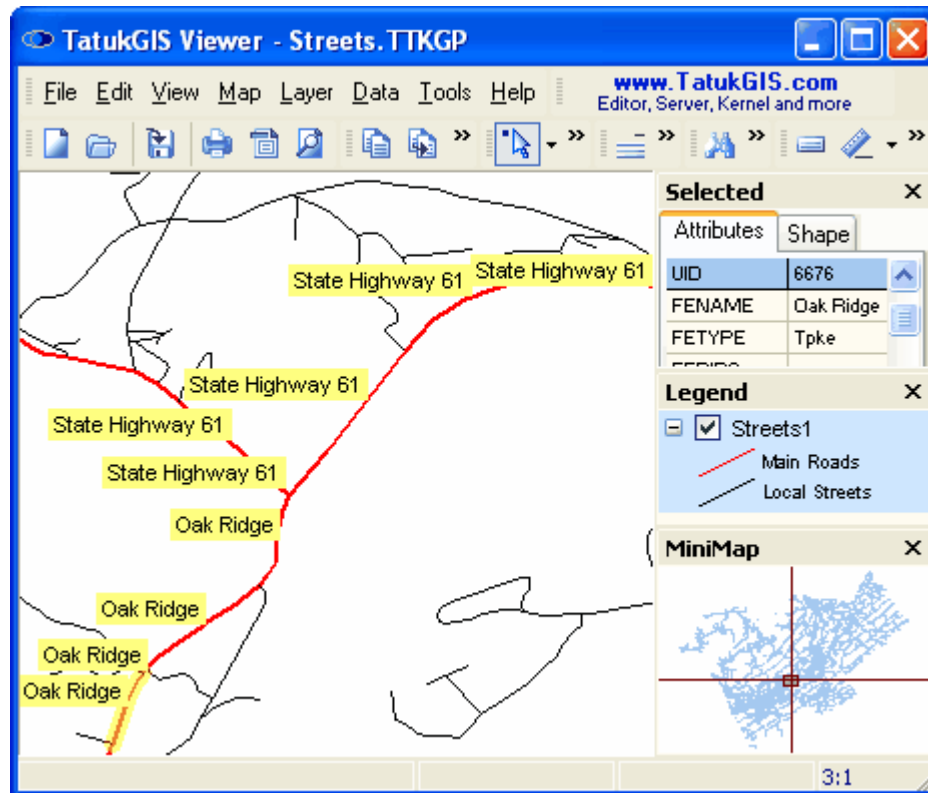 TatukGIS Viewer - Streets.TTKGP
File Edit View Map Layer Data Tools Help
www.TatukGIS.com
Editor, Server, Kernel and more
Selected
Attributes Shape
UID 6676
FENAME Oak Ridge
FETYPE Tpke
State Highway 61
State Highway 61
State Highway 61
State Highway 61
State Highway 61
Oak Ridge
Oak Ridge
Oak Ridge
Oak Ridge
Legend
Streets1
Main Roads
Local Streets
MiniMap
3:1